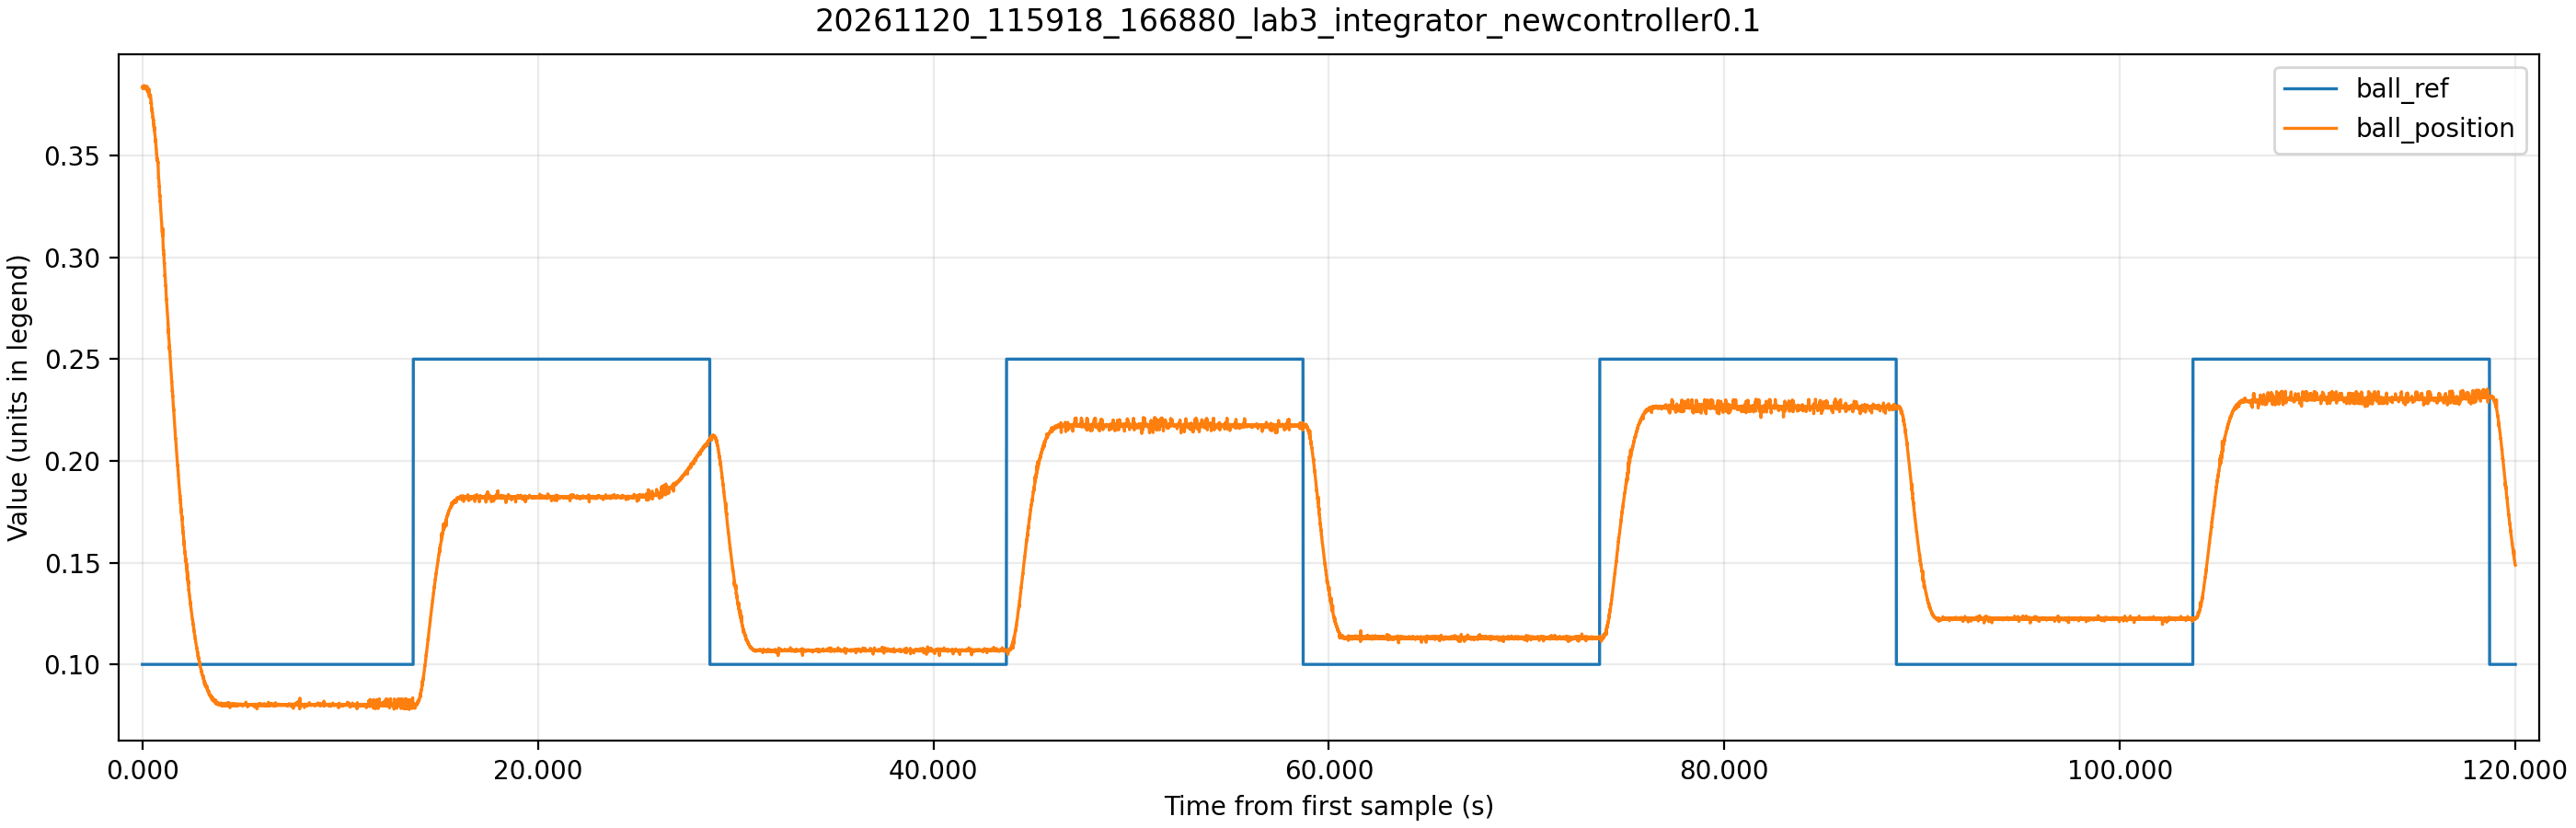 20261120_115918_166880_lab3_integrator_newcontroller0.1
ball_ref
ball_position
Value (units in legend)
0.35
0.30
0.25
0.20
0.15
0.10
0.000 20.000 40.000 60.000 80.000 100.000 120.000
Time from first sample (s)